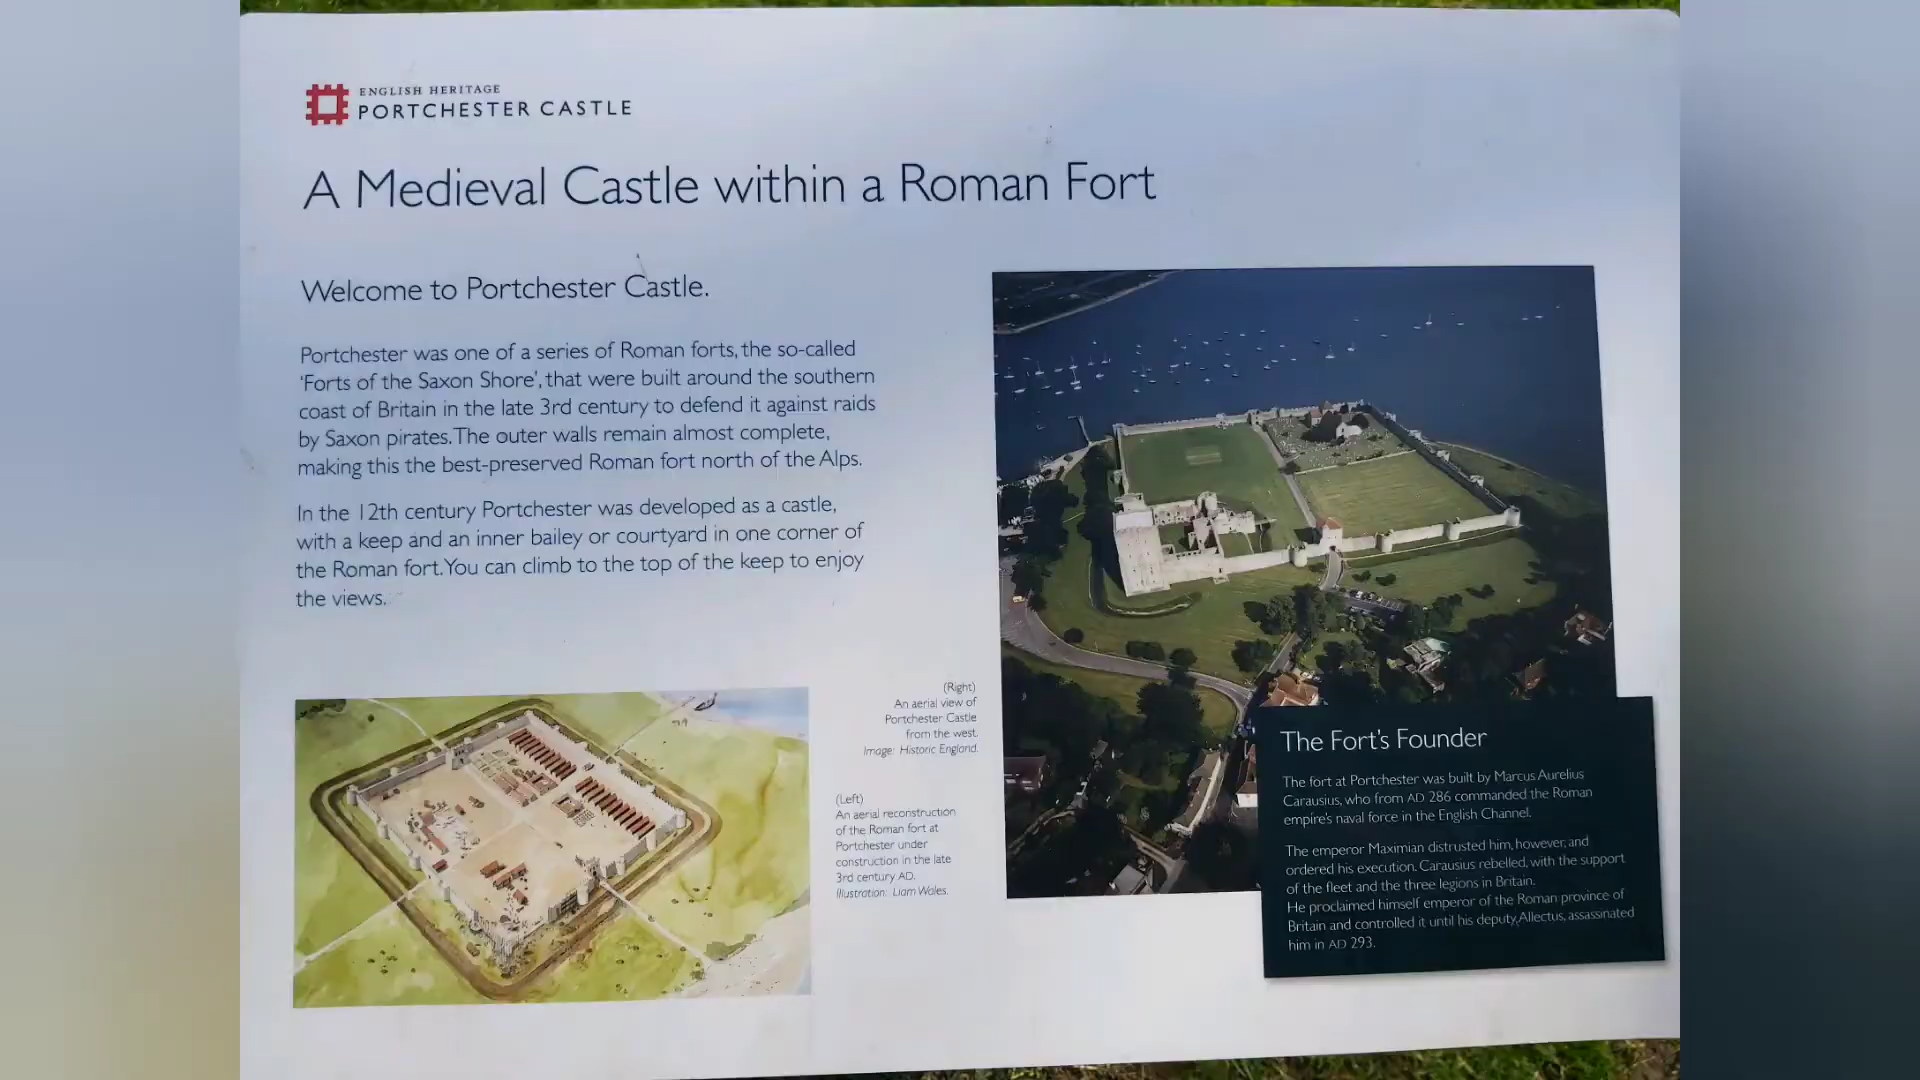 ENGLISH HERITAGE
PORTCHESTER CASTLE
A Medieval Castle within a Roman Fort
Welcome to Portchester Castle.
Portchester was one of a series of Roman forts, the so-called
'Forts of the Saxon Shore', that were built around the southern
coast of Britain in the late 3rd century to defend it against raids
by Saxon pirates. The outer walls remain almost complete,
making this the best-preserved Roman fort north of the Alps.
In the 12th century Portchester was developed as a castle,
with a keep and an inner bailey or courtyard in one corner of
the Roman fort. You can climb to the top of the keep to enjoy
the views.
(Right)
An aerial view of
Portchester Castle
from the west.
Image: Historic England.
(Left)
An aerial reconstruction
of the Roman fort at
Portchester under
construction in the late
3rd century AD.
Illustration: Liam Wales.
The Fort's Founder
The fort at Portchester was built by Marcus Aurelius
Carausius, who from AD 286 commanded the Roman
empire's naval force in the English Channel.
The emperor Maximian distrusted him, however, and
ordered his execution. Carausius rebelled, with the support
of the fleet and the three legions in Britain.
He proclaimed himself emperor of the Roman province of
Britain and controlled it until his deputy, Allectus, assassinated
him in AD 293.